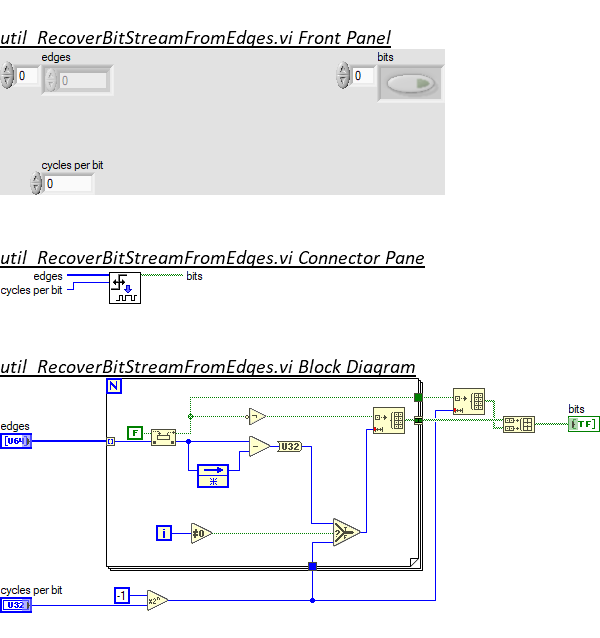 util_RecoverBitStreamFromEdges.vi Front Panel
edges
bits
0
0
0
cycles per bit
0
util_RecoverBitStreamFromEdges.vi Connector Pane
edges
bits
cycles per bit
util_RecoverBitStreamFromEdges.vi Block Diagram
N
bits
edges
F
TF
U64
U32
i
≠0
?
T
F
cycles per bit
-1
x2ⁿ
U32